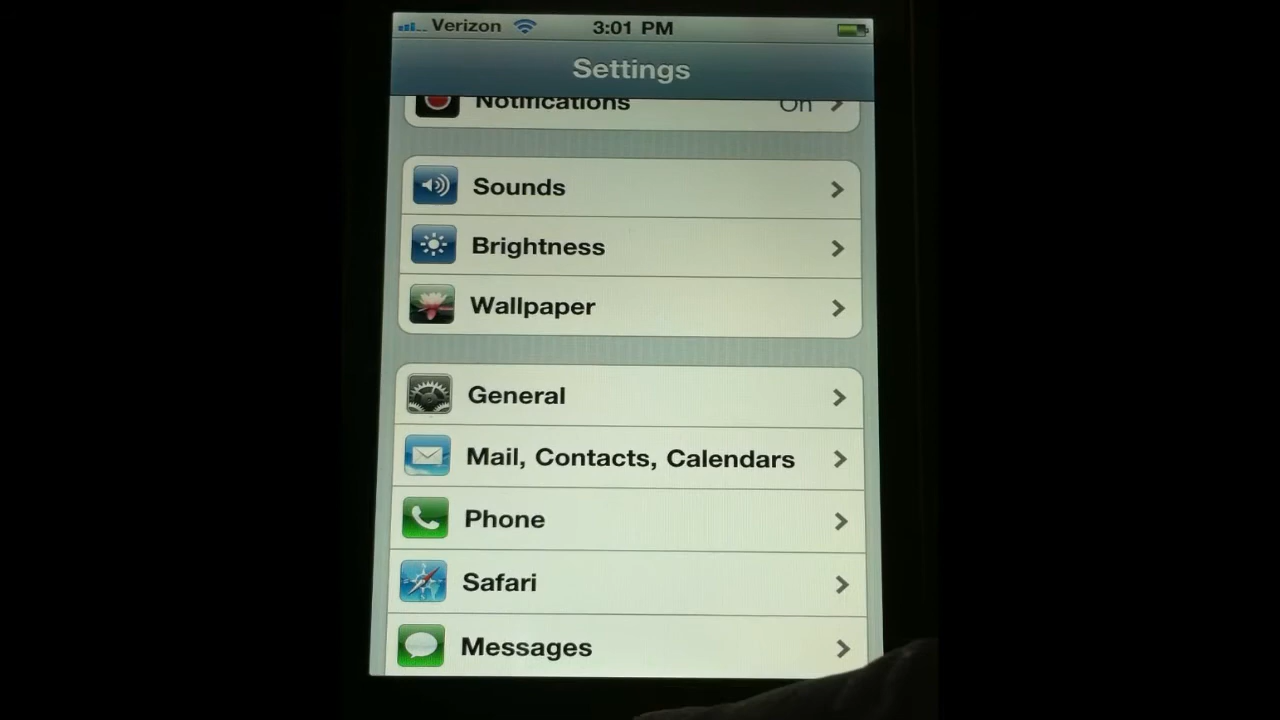 Verizon 3:01 PM
Settings
Notifications On
Sounds
Brightness
Wallpaper
General
Mail, Contacts, Calendars
Phone
Safari
Messages